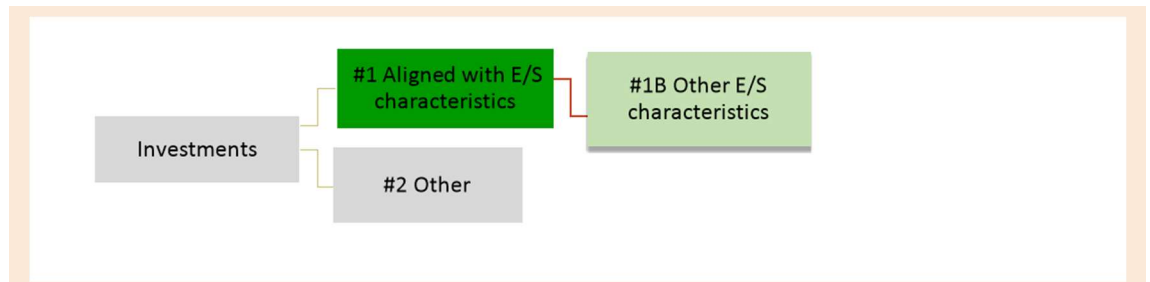 #1 Aligned with E/S
characteristics
#1B Other E/S
characteristics
Investments
#2 Other